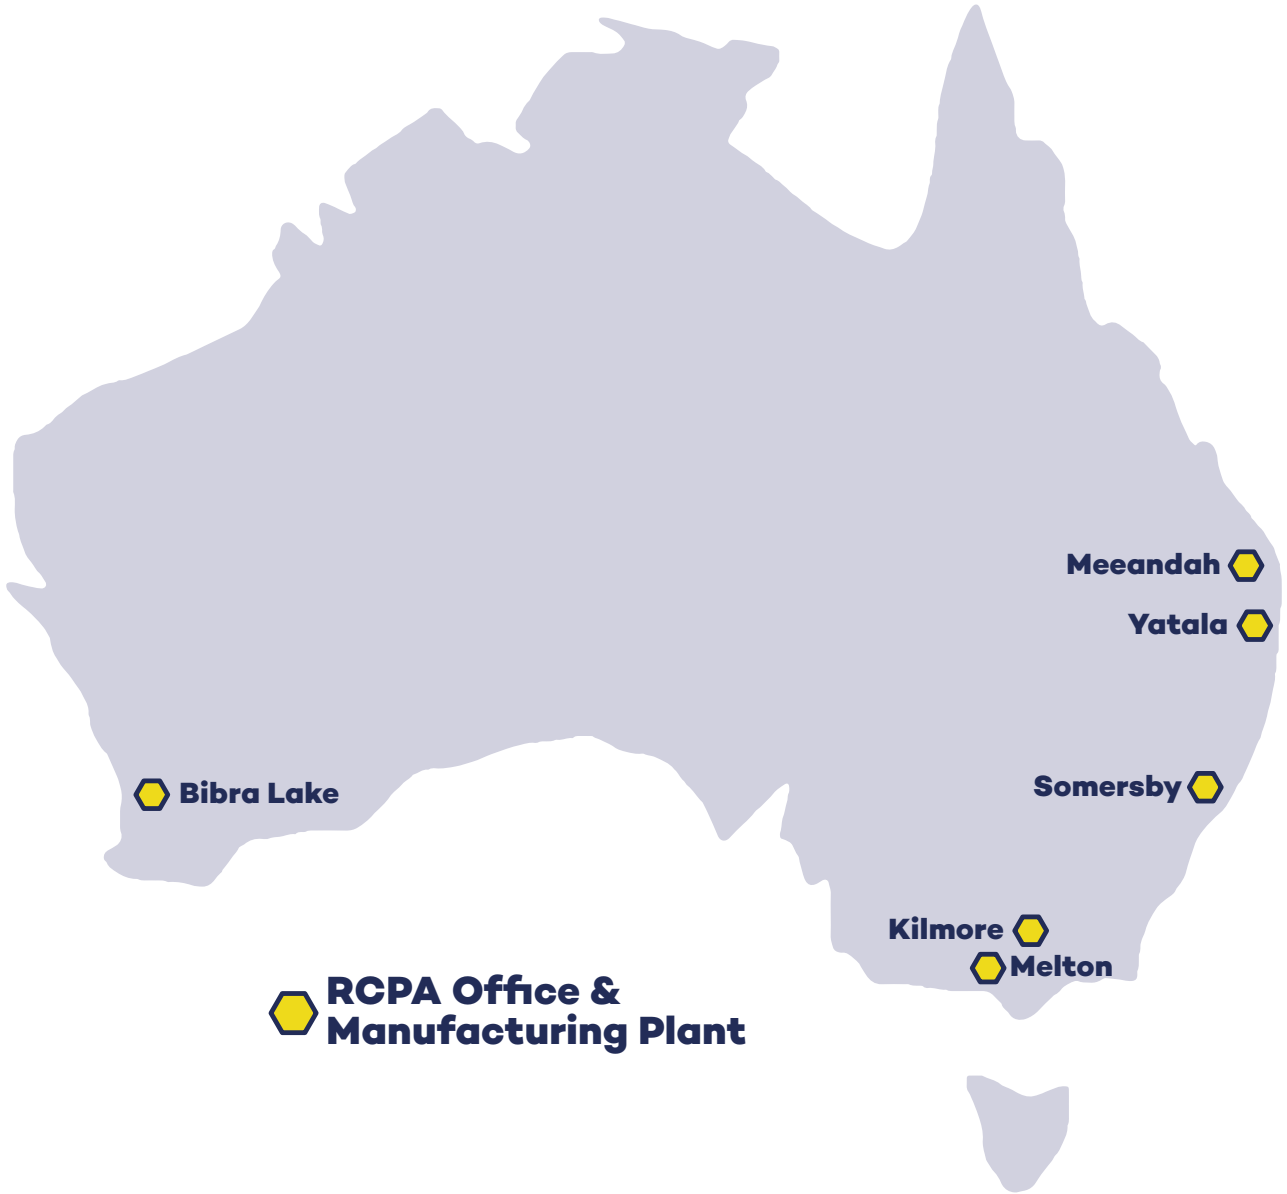 Meeandah
Yatala
Somersby
Bibra Lake
Kilmore
Melton
RCPA Office &
Manufacturing Plant